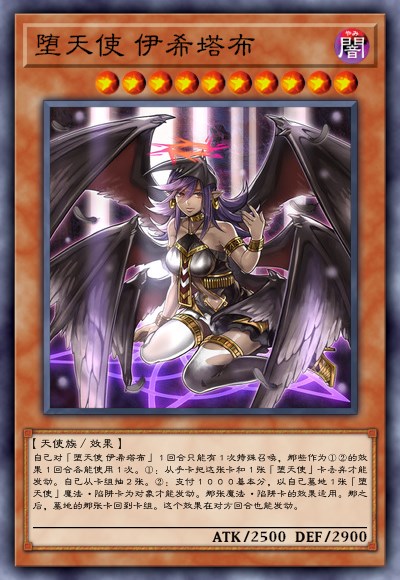 堕天使 伊希塔布
やみ
闇
【天使族/效果】
自己对「堕天使 伊希塔布」1回合只能有1次特殊召唤，那些作为①②的效
果1回合各能使用1次。①：从手卡把这张卡和1张「堕天使」卡丢弃才能
发动。自己从卡组抽2张。②：支付1000基本分，以自己墓地1张「堕
天使」魔法·陷阱卡为对象才能发动。那张魔法·陷阱卡的效果适用。那之
后，墓地的那张卡回到卡组。这个效果在对方回合也能发动。
ATK/2500 DEF/2900